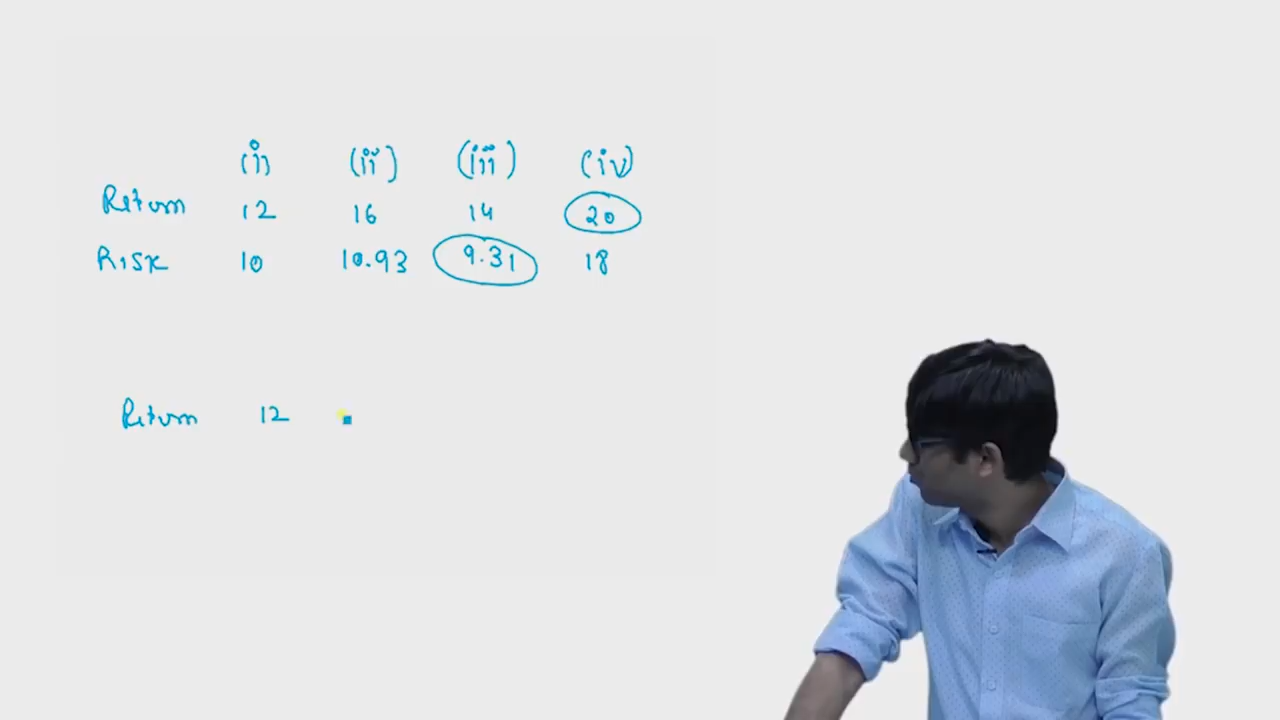 (i) (ii) (iii) (iv)
Return 12 16 14 20
Risk 10 10.93 9.31 18
Return 12